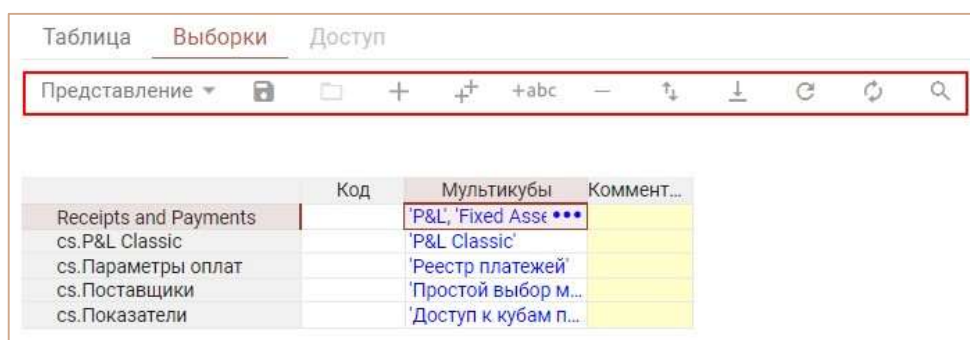 Таблица Выборки Доступ
Представление +abc
Код Мультикубы Коммент...
Receipts and Payments 'P&L', 'Fixed Asse •••
cs.P&L Classic 'P&L Classic'
cs.Параметры оплат 'Реестр платежей'
cs.Поставщики 'Простой выбор м...
cs.Показатели 'Доступ к кубам п...